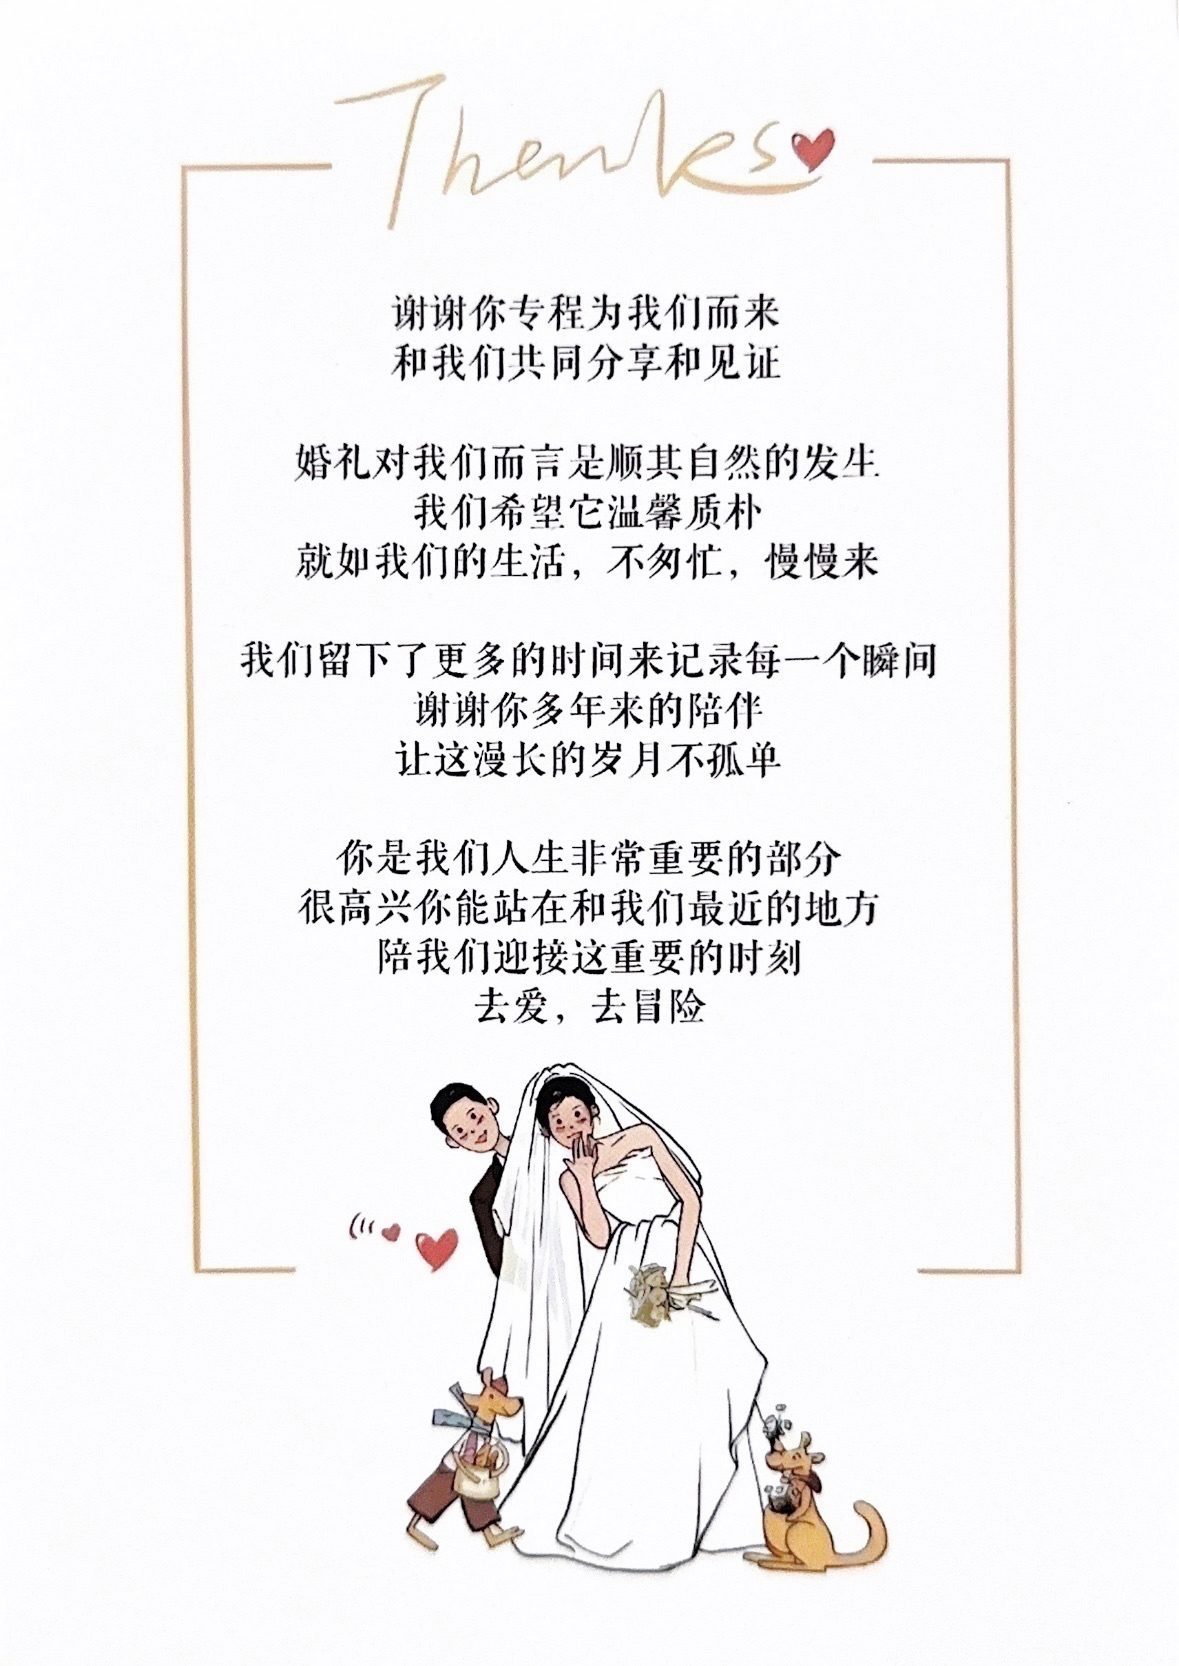 Thanks
谢谢你专程为我们而来
和我们共同分享和见证
婚礼对我们而言是顺其自然的发生
我们希望它温馨质朴
就如我们的生活，不匆忙，慢慢来
我们留下了更多的时间来记录每一个瞬间
谢谢你多年来的陪伴
让这漫长的岁月不孤单
你是我们人生非常重要的部分
很高兴你能站在和我们最近的地方
陪我们迎接这重要的时刻
去爱，去冒险